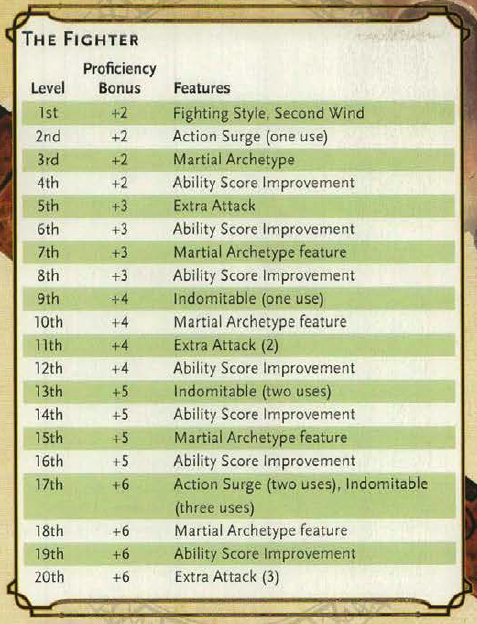 THE FIGHTER
Proficiency
Level Bonus Features
1st +2 Fighting Style, Second Wind
2nd +2 Action Surge (one use)
3rd +2 Martial Archetype
4th +2 Ability Score Improvement
5th +3 Extra Attack
6th +3 Ability Score Improvement
7th +3 Martial Archetype feature
8th +3 Ability Score Improvement
9th +4 Indomitable (one use)
10th +4 Martial Archetype feature
11th +4 Extra Attack (2)
12th +4 Ability Score Improvement
13th +5 Indomitable (two uses)
14th +5 Ability Score Improvement
15th +5 Martial Archetype feature
16th +5 Ability Score Improvement
17th +6 Action Surge (two uses), Indomitable
(three uses)
18th +6 Martial Archetype feature
19th +6 Ability Score Improvement
20th +6 Extra Attack (3)